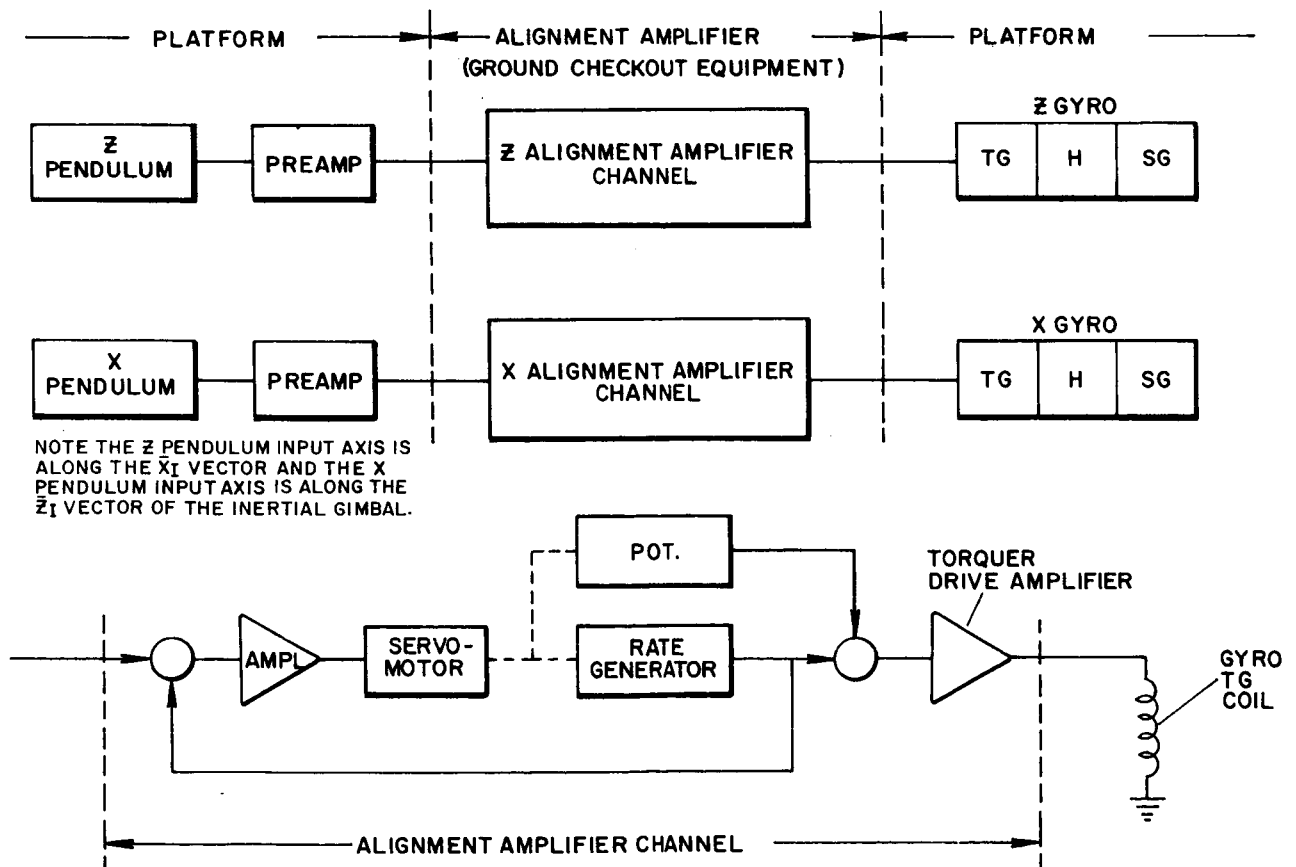 PLATFORM
ALIGNMENT AMPLIFIER
(GROUND CHECKOUT EQUIPMENT)
PLATFORM
Ƶ
PENDULUM
PREAMP
Ƶ ALIGNMENT AMPLIFIER
CHANNEL
Ƶ GYRO
TG H SG
X
PENDULUM
PREAMP
X ALIGNMENT AMPLIFIER
CHANNEL
X GYRO
TG H SG
NOTE THE Ƶ PENDULUM INPUT AXIS IS
ALONG THE X̄I VECTOR AND THE X
PENDULUM INPUT AXIS IS ALONG THE
Z̄I VECTOR OF THE INERTIAL GIMBAL.
POT.
TORQUER
DRIVE AMPLIFIER
AMPL
SERVO-
MOTOR
RATE
GENERATOR
GYRO
TG
COIL
ALIGNMENT AMPLIFIER CHANNEL